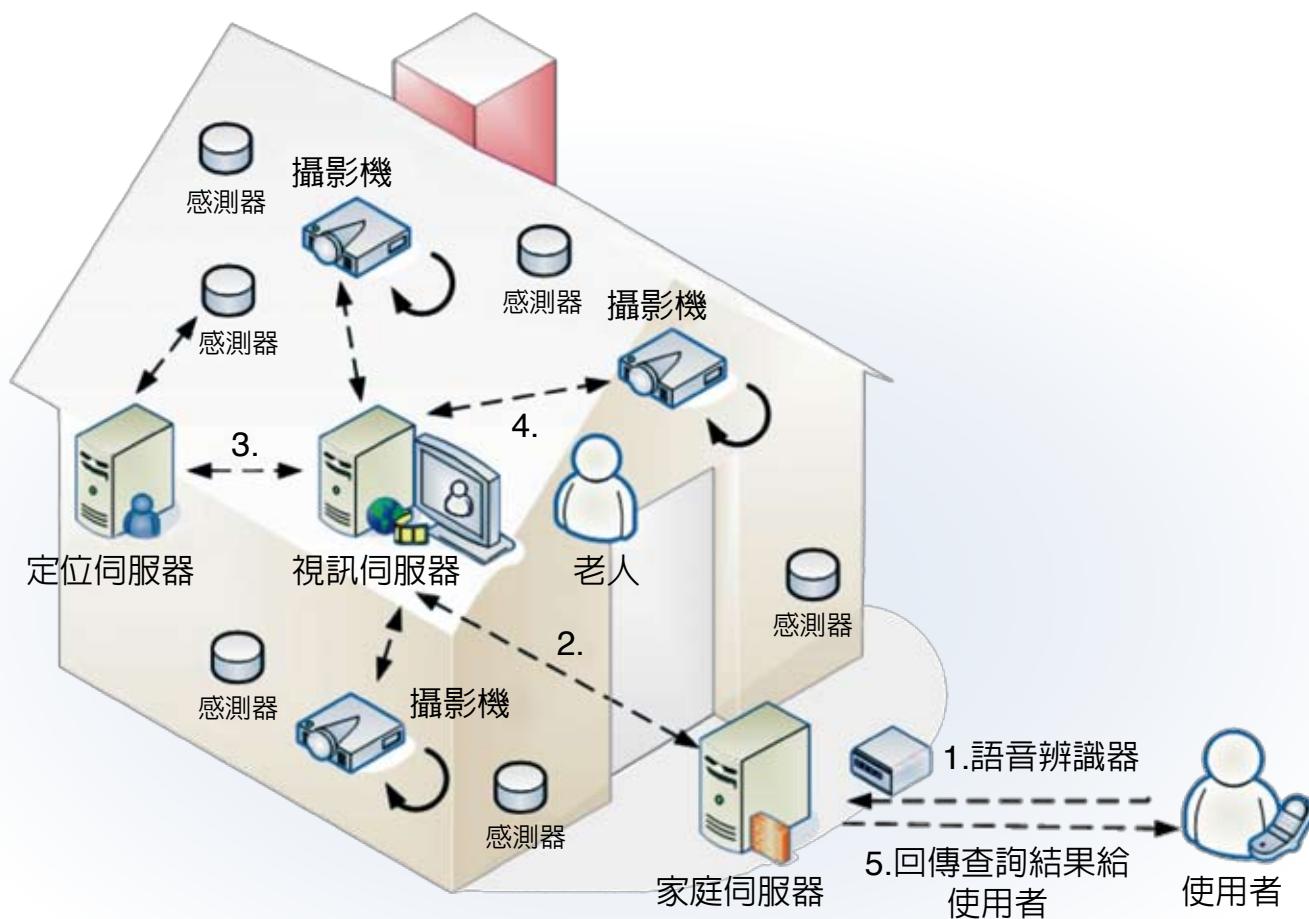 感測器
攝影機
感測器
感測器
攝影機
感測器
3.
4.
定位伺服器
視訊伺服器
老人
感測器
2.
感測器
攝影機
感測器
1.語音辨識器
5.回傳查詢結果給
使用者
家庭伺服器
使用者